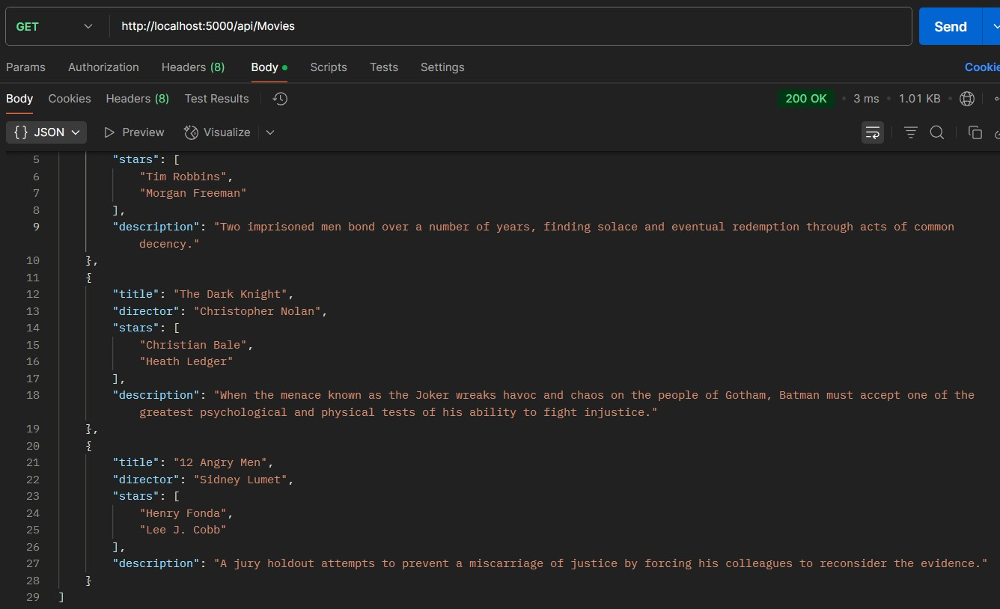 GET http://localhost:5000/api/Movies Send
Params Authorization Headers (8) Body Scripts Tests Settings
Body Cookies Headers (8) Test Results 200 OK 3 ms 1.01 KB
{} JSON Preview Visualize
5 "stars": [
6 "Tim Robbins",
7 "Morgan Freeman"
8 ],
9 "description": "Two imprisoned men bond over a number of years, finding solace and eventual redemption through acts of common
decency."
10 },
11 {
12 "title": "The Dark Knight",
13 "director": "Christopher Nolan",
14 "stars": [
15 "Christian Bale",
16 "Heath Ledger"
17 ],
18 "description": "When the menace known as the Joker wreaks havoc and chaos on the people of Gotham, Batman must accept one of the
greatest psychological and physical tests of his ability to fight injustice."
19 },
20 {
21 "title": "12 Angry Men",
22 "director": "Sidney Lumet",
23 "stars": [
24 "Henry Fonda",
25 "Lee J. Cobb"
26 ],
27 "description": "A jury holdout attempts to prevent a miscarriage of justice by forcing his colleagues to reconsider the evidence."
28 }
29 ]